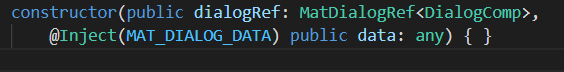 constructor(public dialogRef: MatDialogRef<DialogComp>,
@Inject(MAT_DIALOG_DATA) public data: any) { }